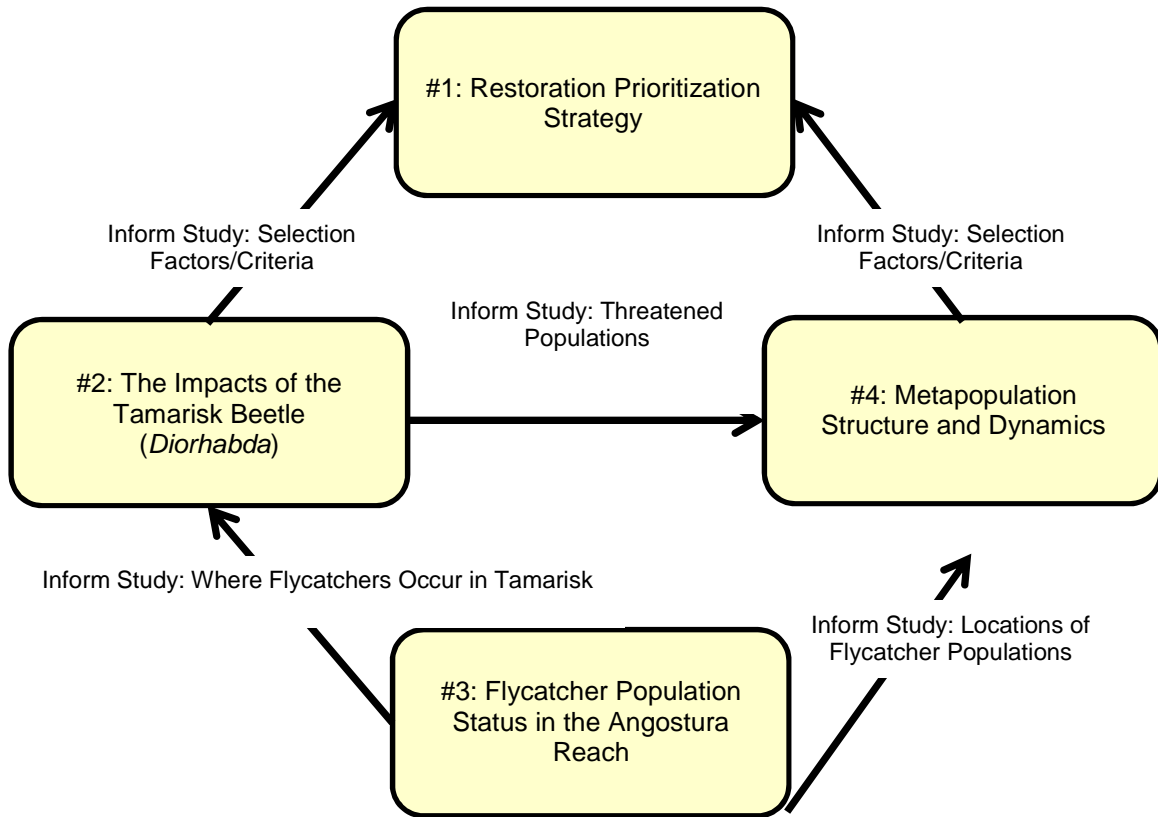 #1: Restoration Prioritization
Strategy
Inform Study: Selection
Factors/Criteria
Inform Study: Selection
Factors/Criteria
Inform Study: Threatened
Populations
#2: The Impacts of the
Tamarisk Beetle
(Diorhabda)
#4: Metapopulation
Structure and Dynamics
Inform Study: Where Flycatchers Occur in Tamarisk
Inform Study: Locations of
Flycatcher Populations
#3: Flycatcher Population
Status in the Angostura
Reach